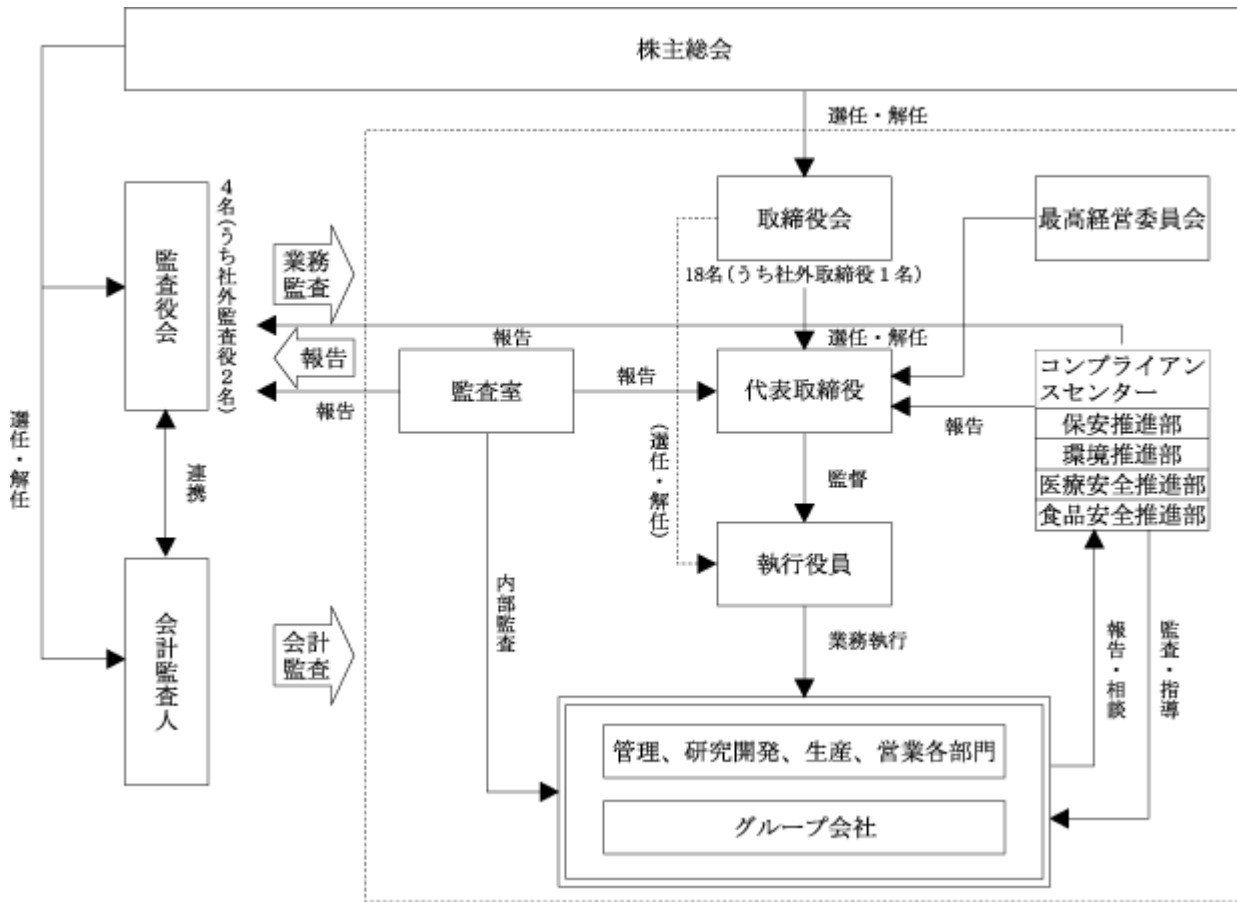 株主総会
選任・解任
取締役会
18名(うち社外取締役1名)
最高経営委員会
監査役会
4名(うち社外監査役2名)
業務
監査
報告
報告
選任・解任
コンプライアン
スセンター
保安推進部
環境推進部
医療安全推進部
食品安全推進部
監査室
報告
報告
代表取締役
報告
選任・解任
連携
(選任・解任)
監督
執行役員
会計監査人
会計
監査
内部監査
業務執行
報告・相談
監査・指導
管理、研究開発、生産、営業各部門
グループ会社